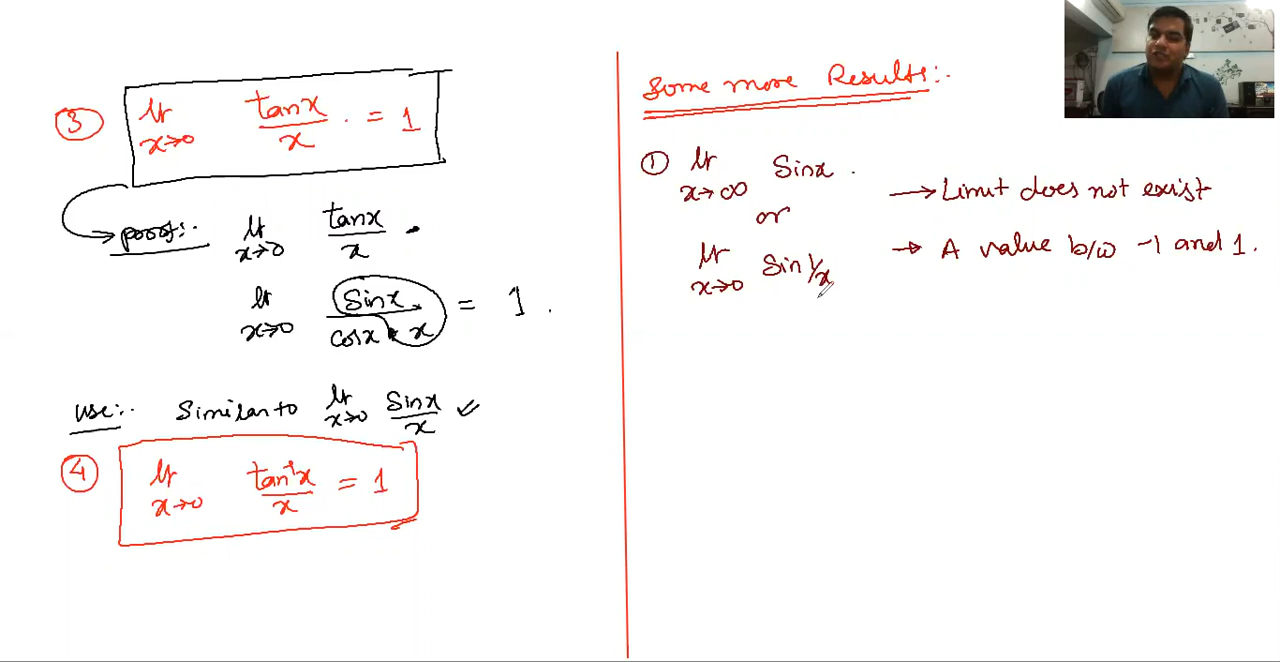 ③ lt tanx/x . = 1
x→0
proof:- lt tanx/x .
x→0
lt sinx/cosx . x = 1 .
x→0
use:- Similar to lt sinx/x ✓
x→0
④ lt tan⁻¹x/x = 1
x→0
Some more Results:-
① lt Sinx .
x→∞
→ Limit does not exist
or
→ A value b/w -1 and 1.
lt Sin 1/x
x→0